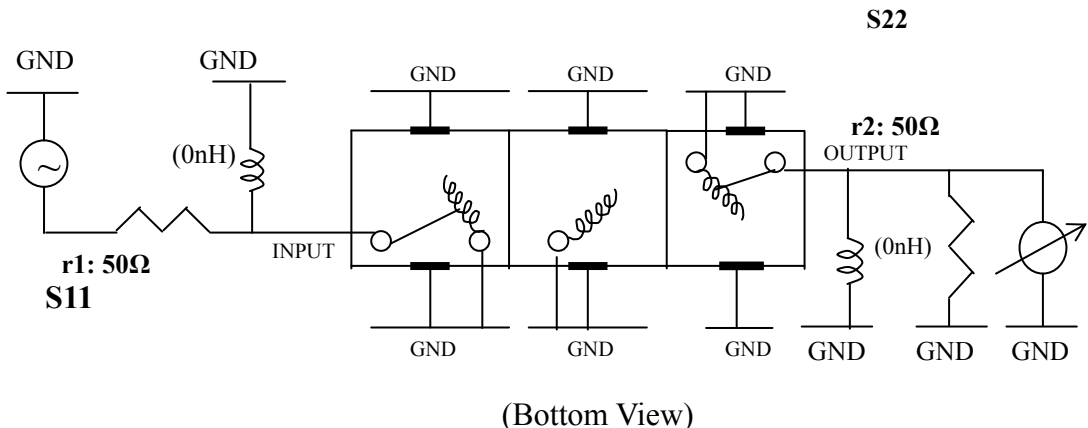 S22
GND
GND
GND
GND
GND
r2: 50Ω
(0nH)
~
OUTPUT
INPUT
(0nH)
r1: 50Ω
S11
GND
GND
GND
GND
GND
GND
(Bottom View)